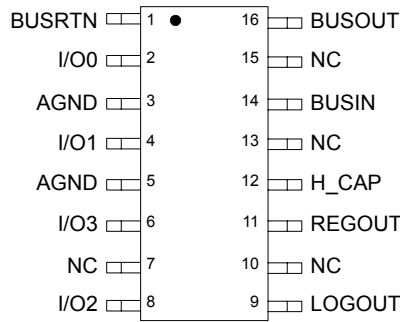 BUSRTN 1 16 BUSOUT
I/O0 2 15 NC
AGND 3 14 BUSIN
I/O1 4 13 NC
AGND 5 12 H_CAP
I/O3 6 11 REGOUT
NC 7 10 NC
I/O2 8 9 LOGOUT